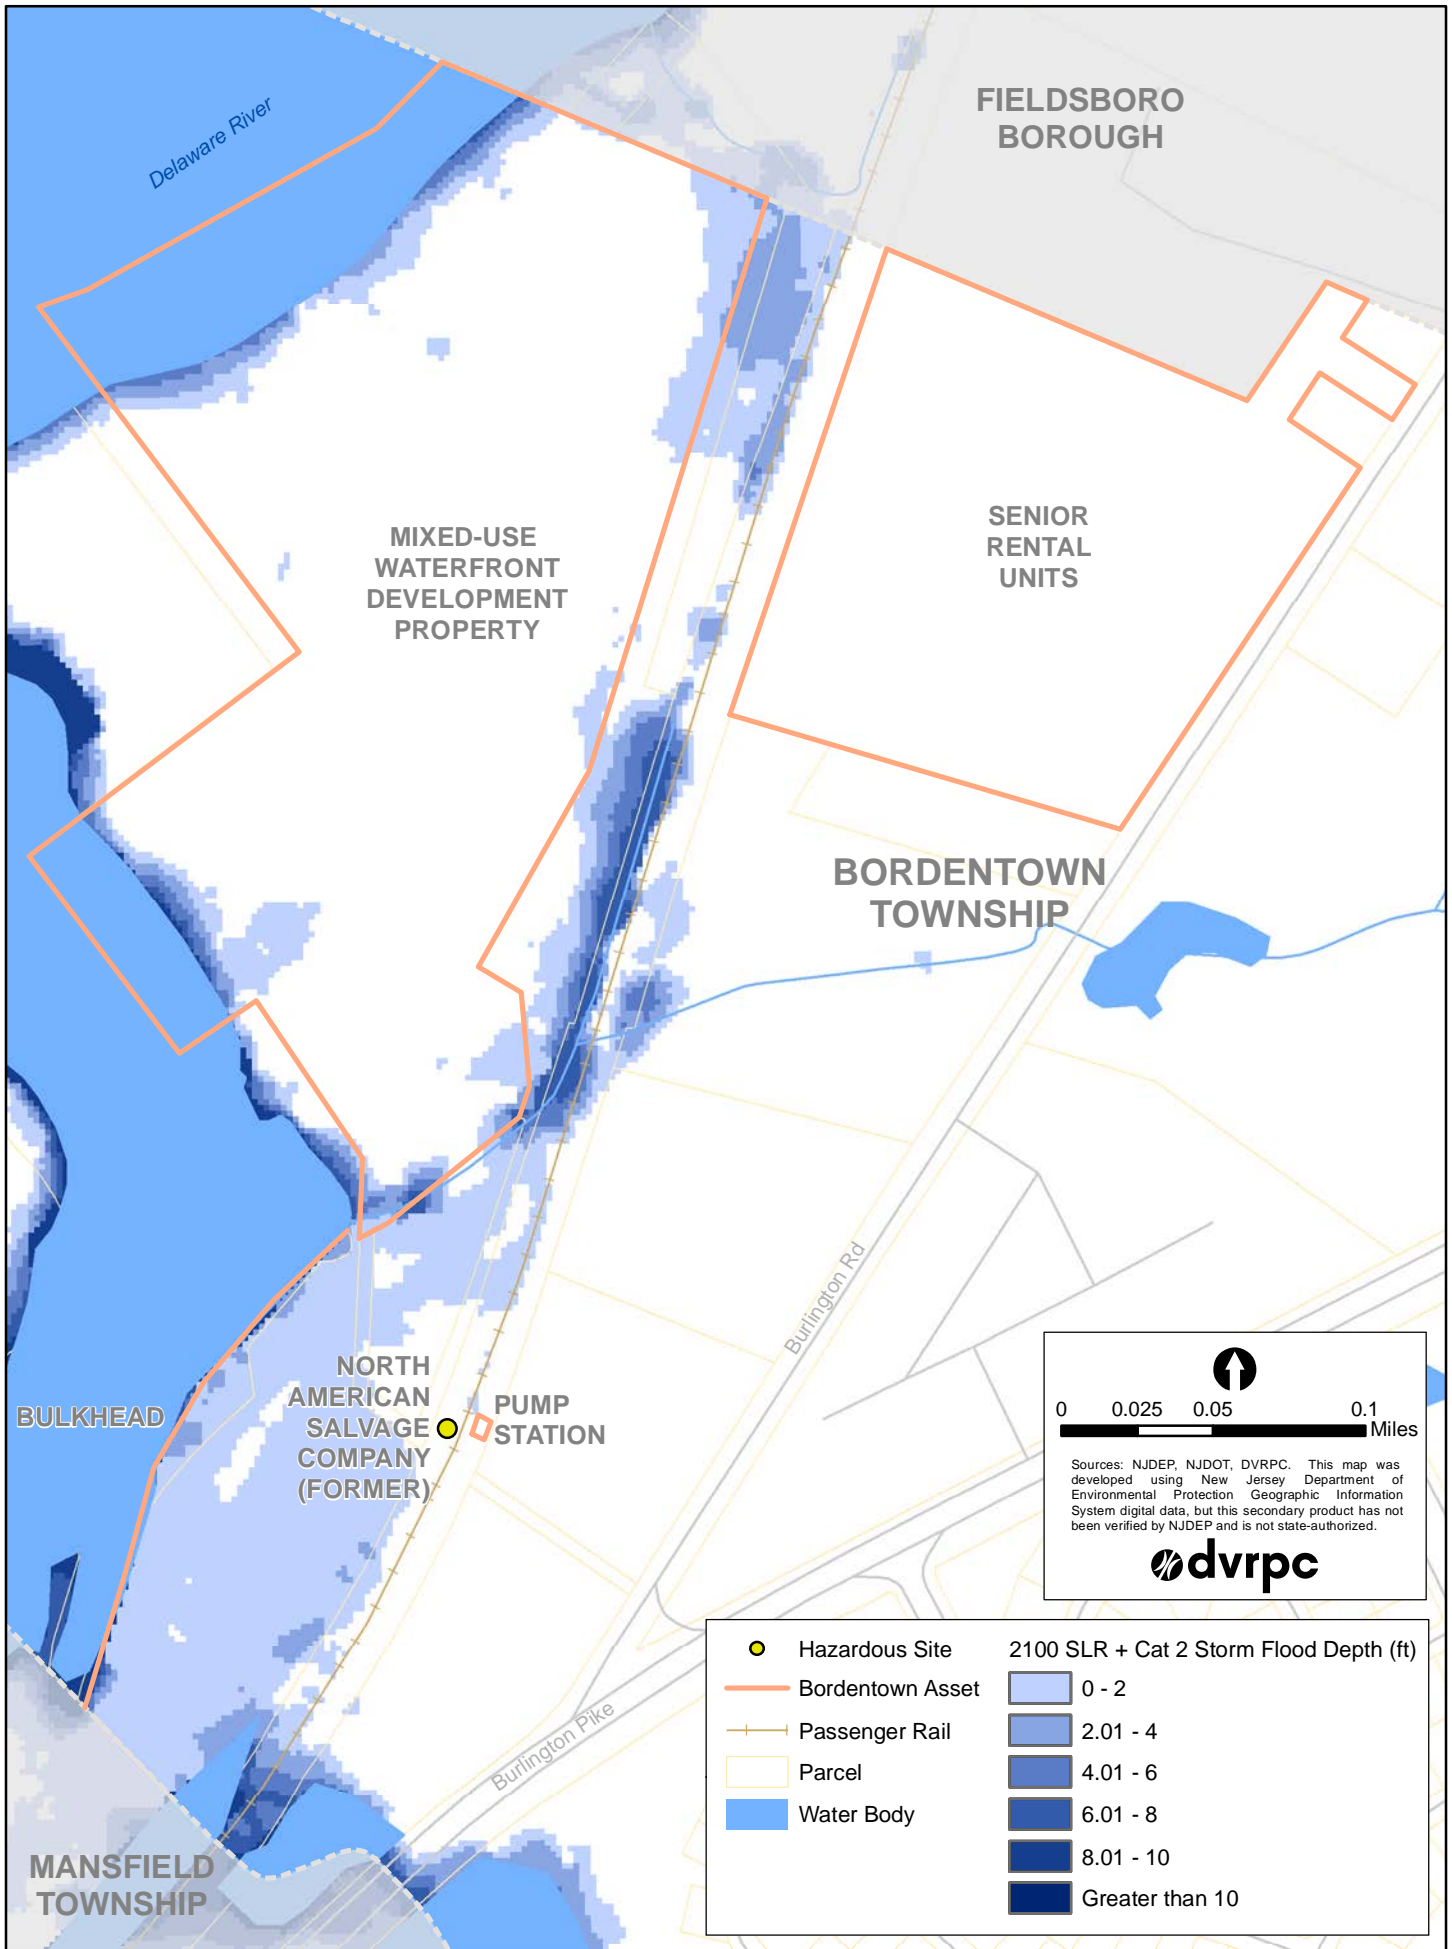 Delaware River
FIELDSBORO
BOROUGH
MIXED-USE
WATERFRONT
DEVELOPMENT
PROPERTY
SENIOR
RENTAL
UNITS
BORDENTOWN
TOWNSHIP
Burlington Rd
NORTH
AMERICAN
SALVAGE
COMPANY
(FORMER)
PUMP
STATION
BULKHEAD
Burlington Pike
MANSFIELD
TOWNSHIP
0 0.025 0.05 0.1
Miles
Sources: NJDEP, NJDOT, DVRPC. This map was
developed using New Jersey Department of
Environmental Protection Geographic Information
System digital data, but this secondary product has not
been verified by NJDEP and is not state-authorized.
dvrpc
Hazardous Site
Bordentown Asset
Passenger Rail
Parcel
Water Body
2100 SLR + Cat 2 Storm Flood Depth (ft)
0 - 2
2.01 - 4
4.01 - 6
6.01 - 8
8.01 - 10
Greater than 10